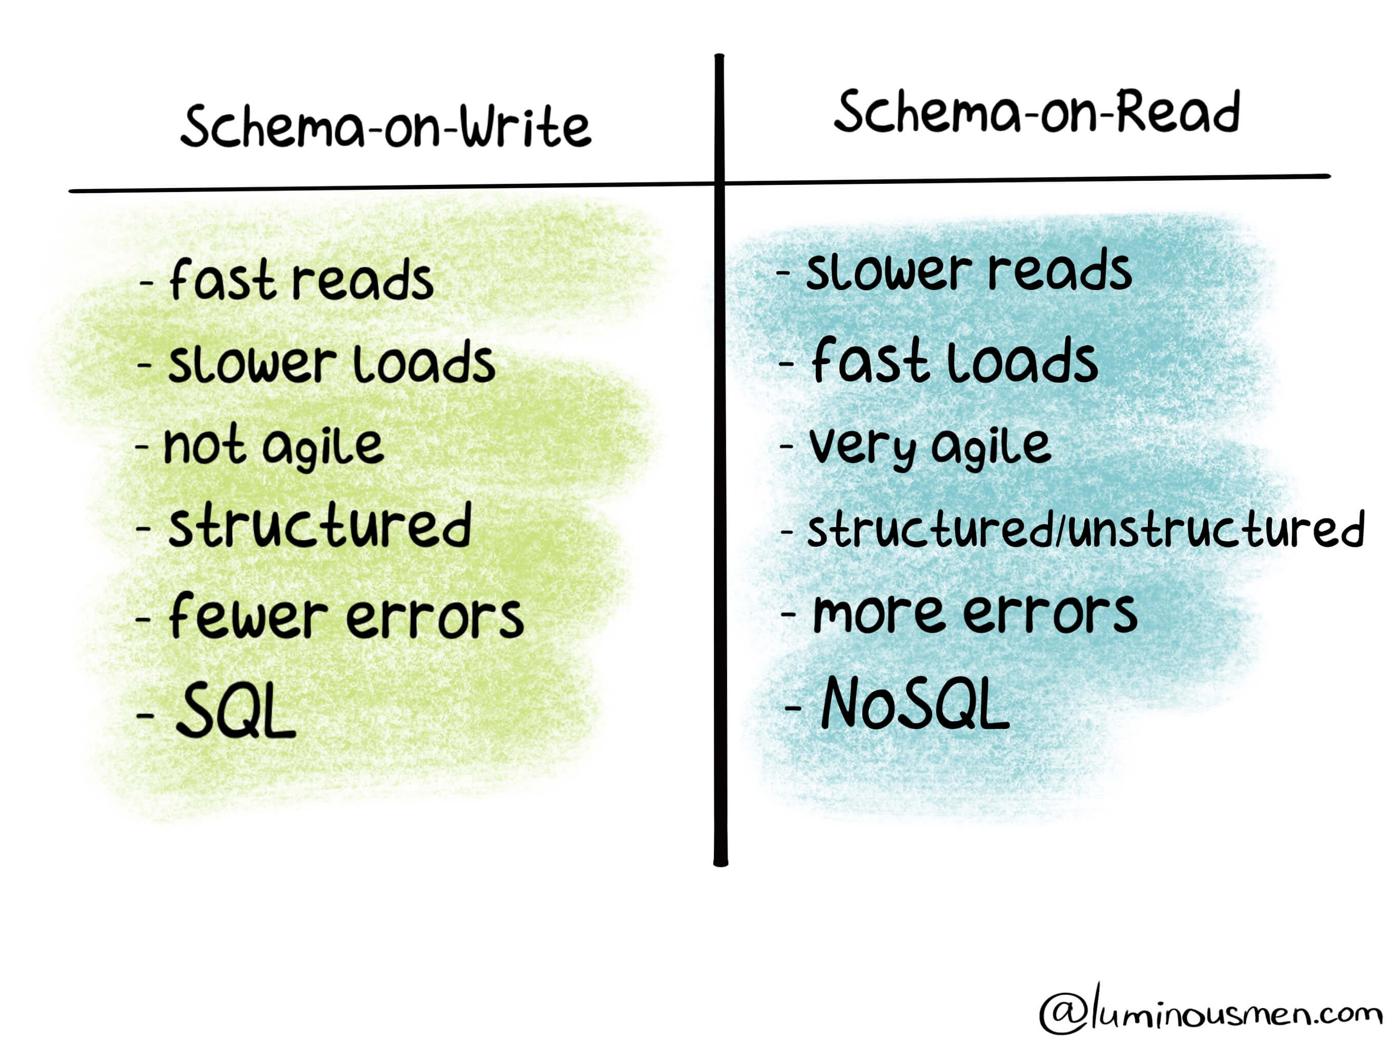 Schema-on-Write
- fast reads
- slower loads
- not agile
- structured
- fewer errors
- SQL
Schema-on-Read
- slower reads
- fast loads
- very agile
- structured/unstructured
- more errors
- NoSQL
@luminousmen.com